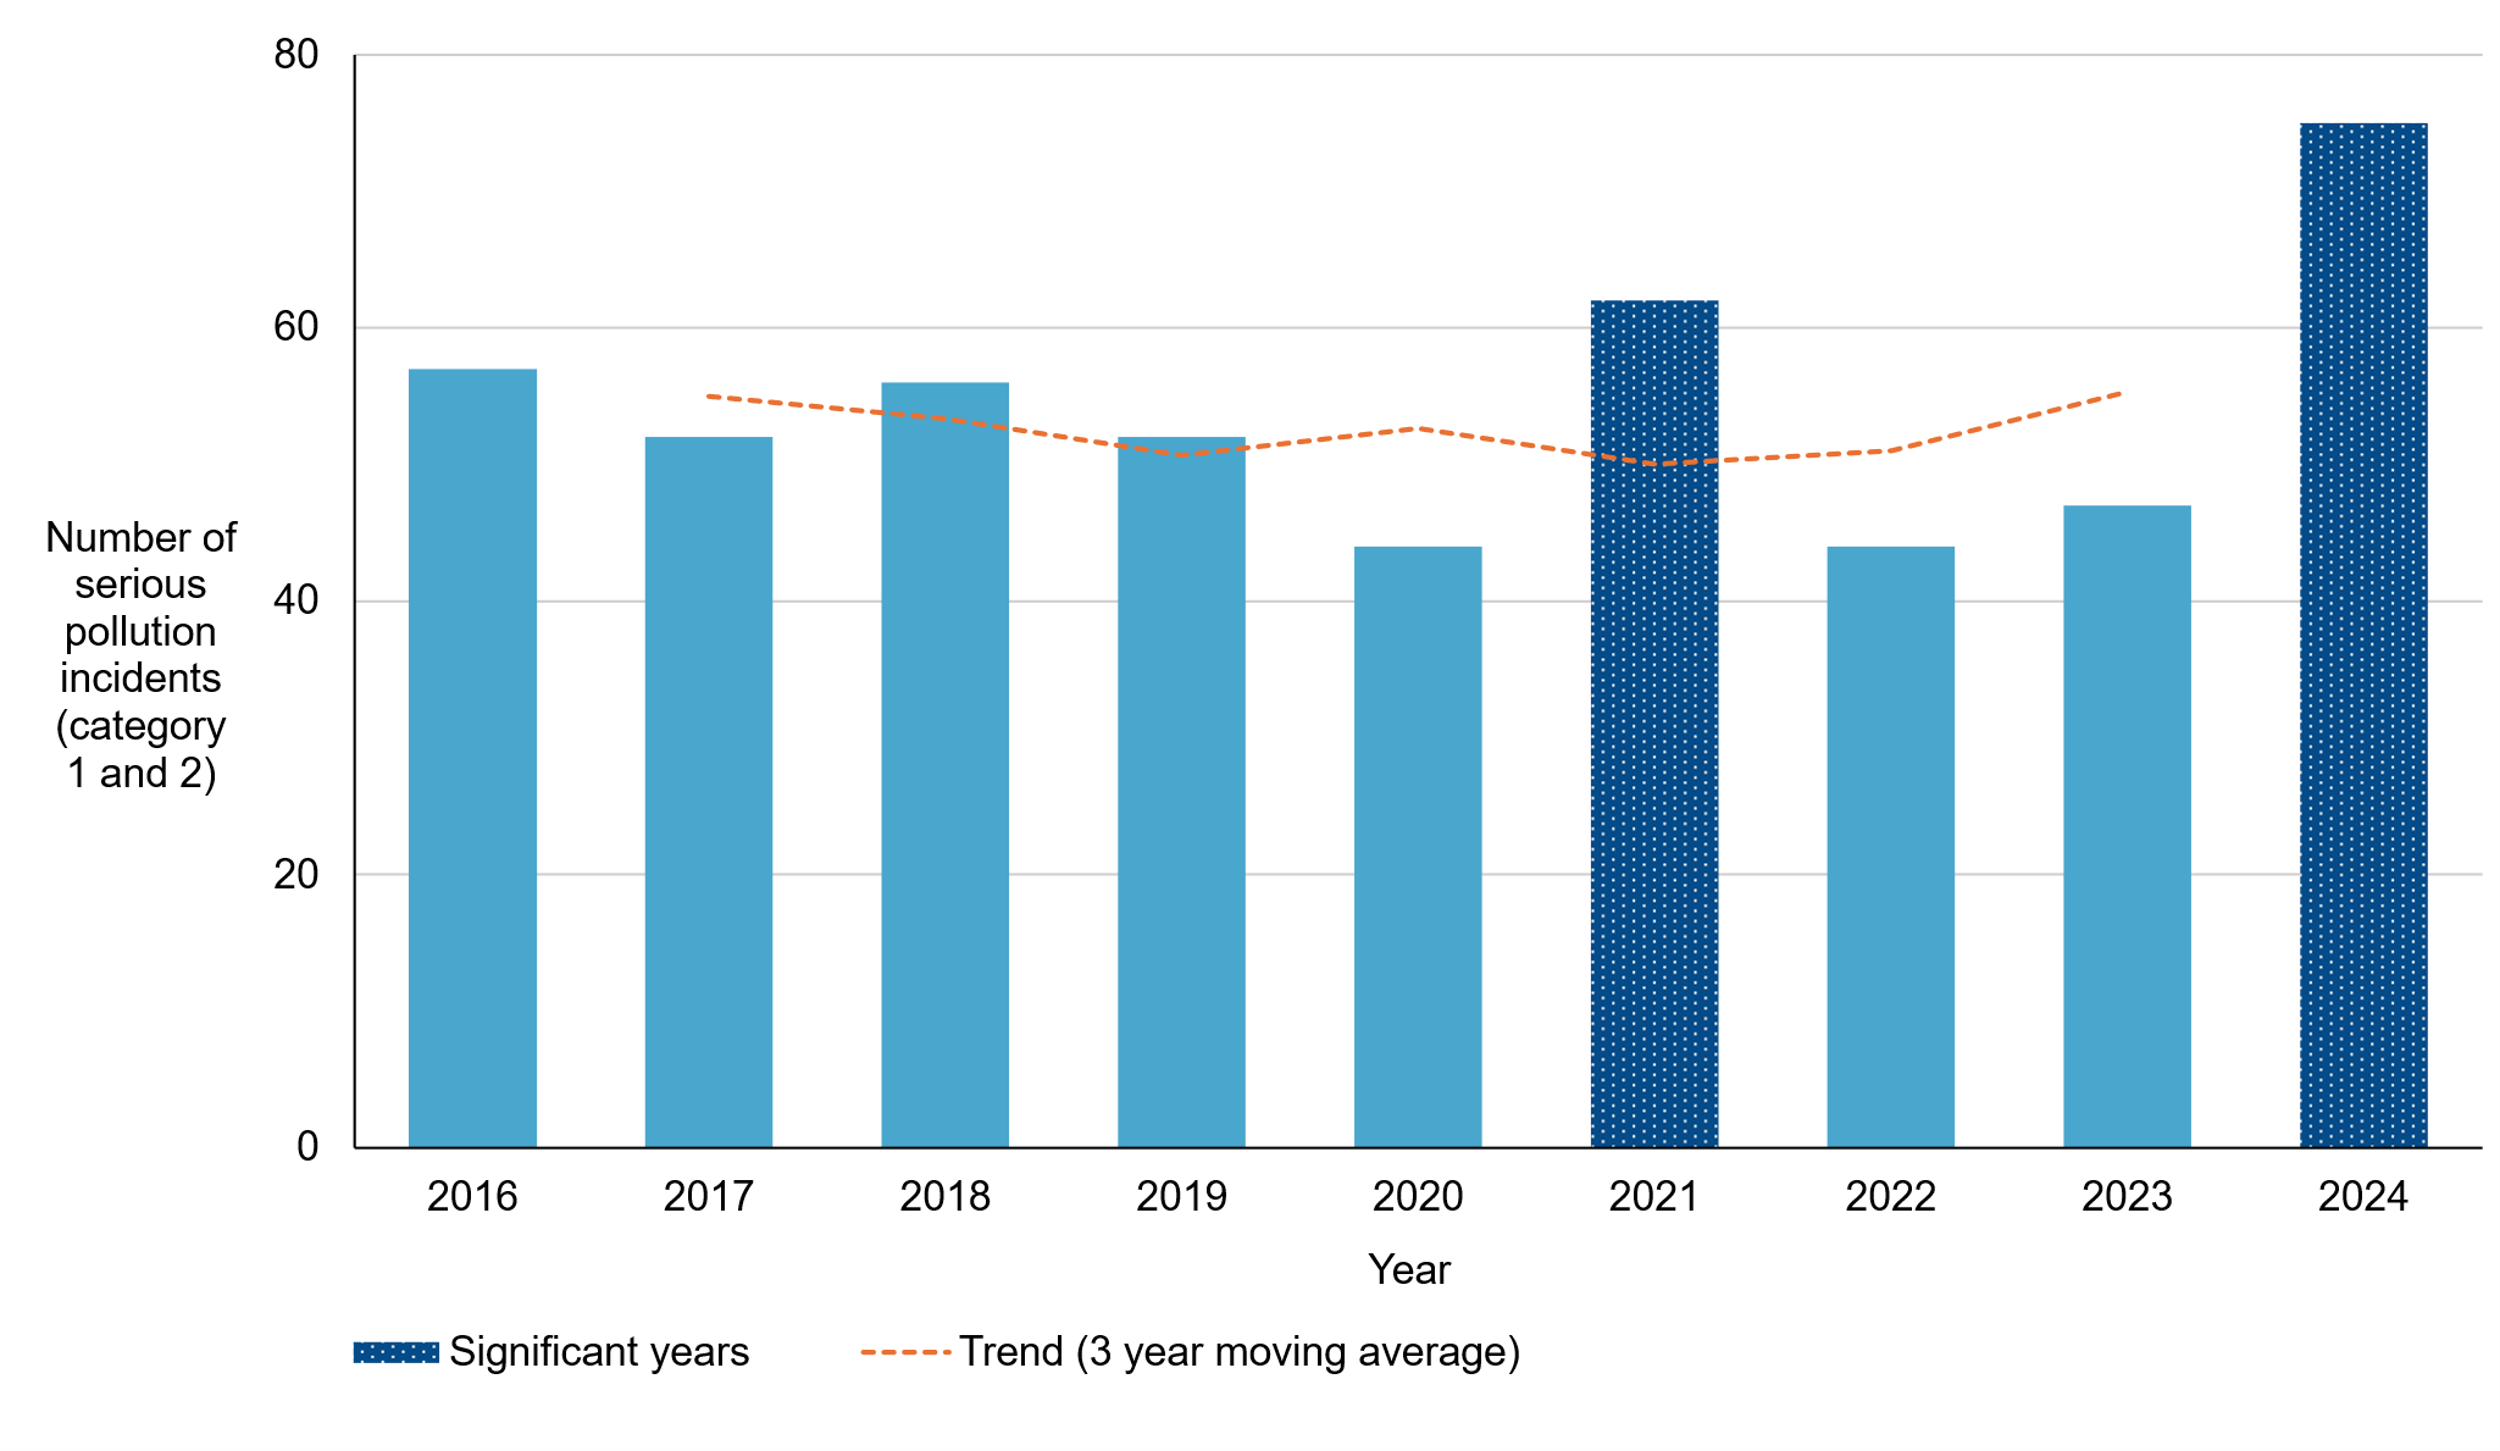 80
60
40
20
0
Number of
serious
pollution
incidents
(category
1 and 2)
2016 2017 2018 2019 2020 2021 2022 2023 2024
Year
Significant years Trend (3 year moving average)